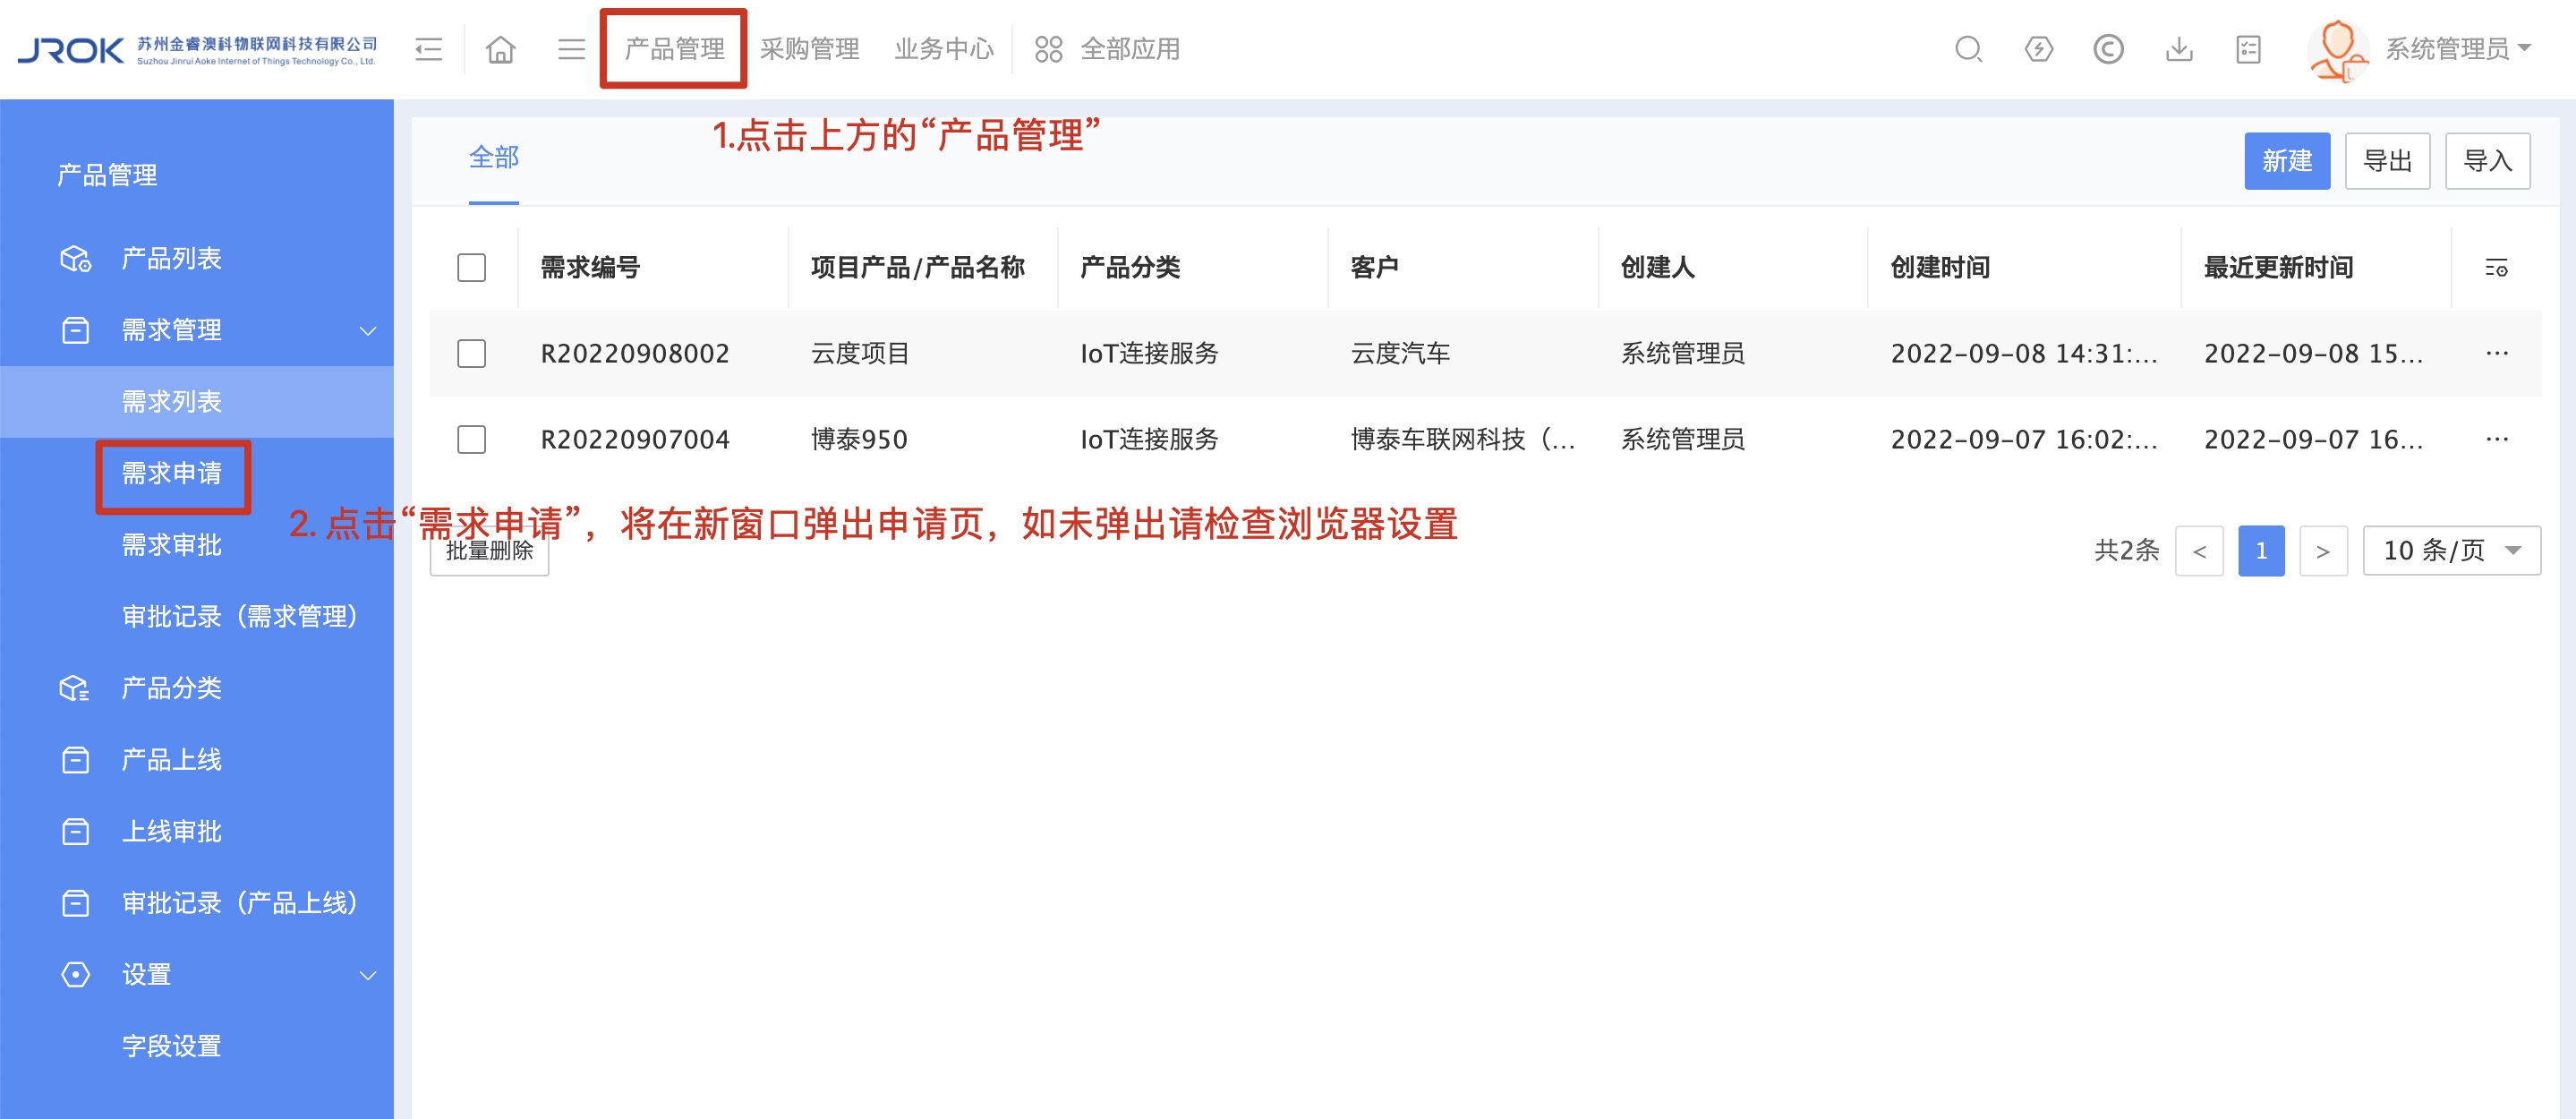 JROK 苏州金睿澳科物联网科技有限公司
Suzhou Jinrui Aoke Internet of Things Technology Co., Ltd.
产品管理 采购管理 业务中心 全部应用 系统管理员
1.点击上方的“产品管理”
产品管理
产品列表
需求管理
需求列表
需求申请
需求审批
审批记录（需求管理）
产品分类
产品上线
上线审批
审批记录（产品上线）
设置
字段设置
全部 新建 导出 导入
需求编号 项目产品/产品名称 产品分类 客户 创建人 创建时间 最近更新时间
R20220908002 云度项目 IoT连接服务 云度汽车 系统管理员 2022-09-08 14:31:... 2022-09-08 15... ...
R20220907004 博泰950 IoT连接服务 博泰车联网科技（... 系统管理员 2022-09-07 16:02:... 2022-09-07 16... ...
2. 点击“需求申请”，将在新窗口弹出申请页，如未弹出请检查浏览器设置
批量删除 共2条 < 1 > 10 条/页